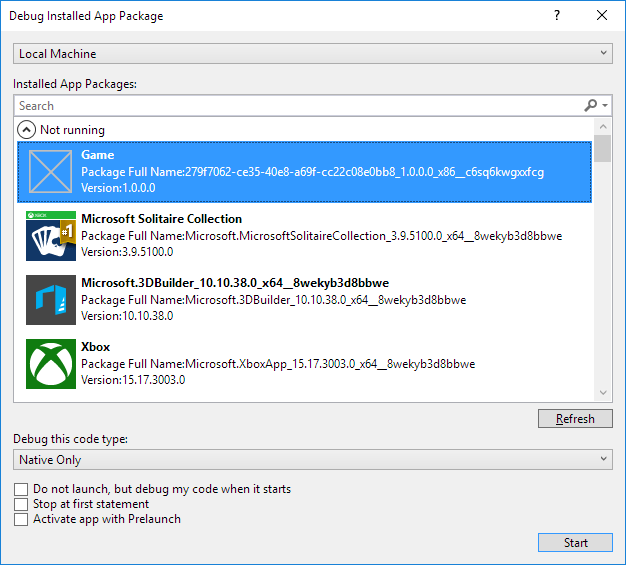 Debug Installed App Package
Local Machine
Installed App Packages:
Search
Not running
Game
Package Full Name:279f7062-ce35-40e8-a69f-cc22c08e0bb8_1.0.0.0_x86__c6sq6kwgxxfcg
Version:1.0.0.0
XBOX
#1
Microsoft Solitaire Collection
Package Full Name:Microsoft.MicrosoftSolitaireCollection_3.9.5100.0_x64__8wekyb3d8bbwe
Version:3.9.5100.0
Microsoft.3DBuilder_10.10.38.0_x64__8wekyb3d8bbwe
Package Full Name:Microsoft.3DBuilder_10.10.38.0_x64__8wekyb3d8bbwe
Version:10.10.38.0
Xbox
Package Full Name:Microsoft.XboxApp_15.17.3003.0_x64__8wekyb3d8bbwe
Version:15.17.3003.0
Refresh
Debug this code type:
Native Only
Do not launch, but debug my code when it starts
Stop at first statement
Activate app with Prelaunch
Start